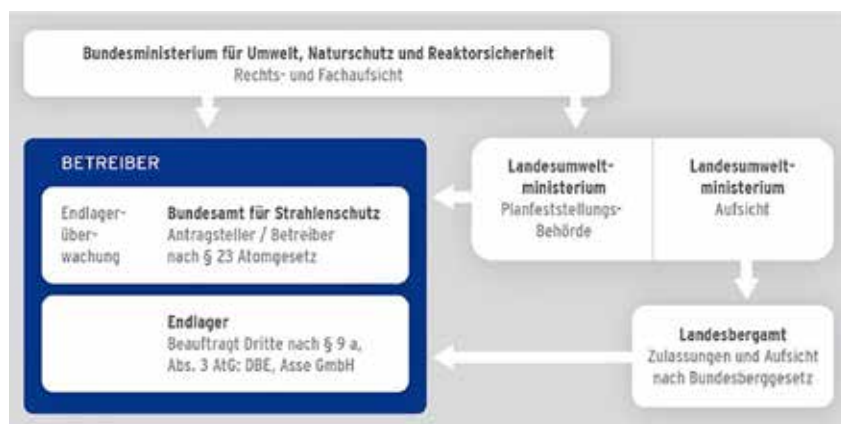 Bundesministerium für Umwelt, Naturschutz und Reaktorsicherheit
Rechts- und Fachaufsicht
BETREIBER
Endlager-
über-
wachung
Bundesamt für Strahlenschutz
Antragsteller / Betreiber
nach § 23 Atomgesetz
Endlager
Beauftragt Dritte nach § 9 a,
Abs. 3 AtG: DBE, Asse GmbH
Landesumwelt-
ministerium
Planfeststellungs-
Behörde
Landesumwelt-
ministerium
Aufsicht
Landesbergamt
Zulassungen und Aufsicht
nach Bundesberggesetz